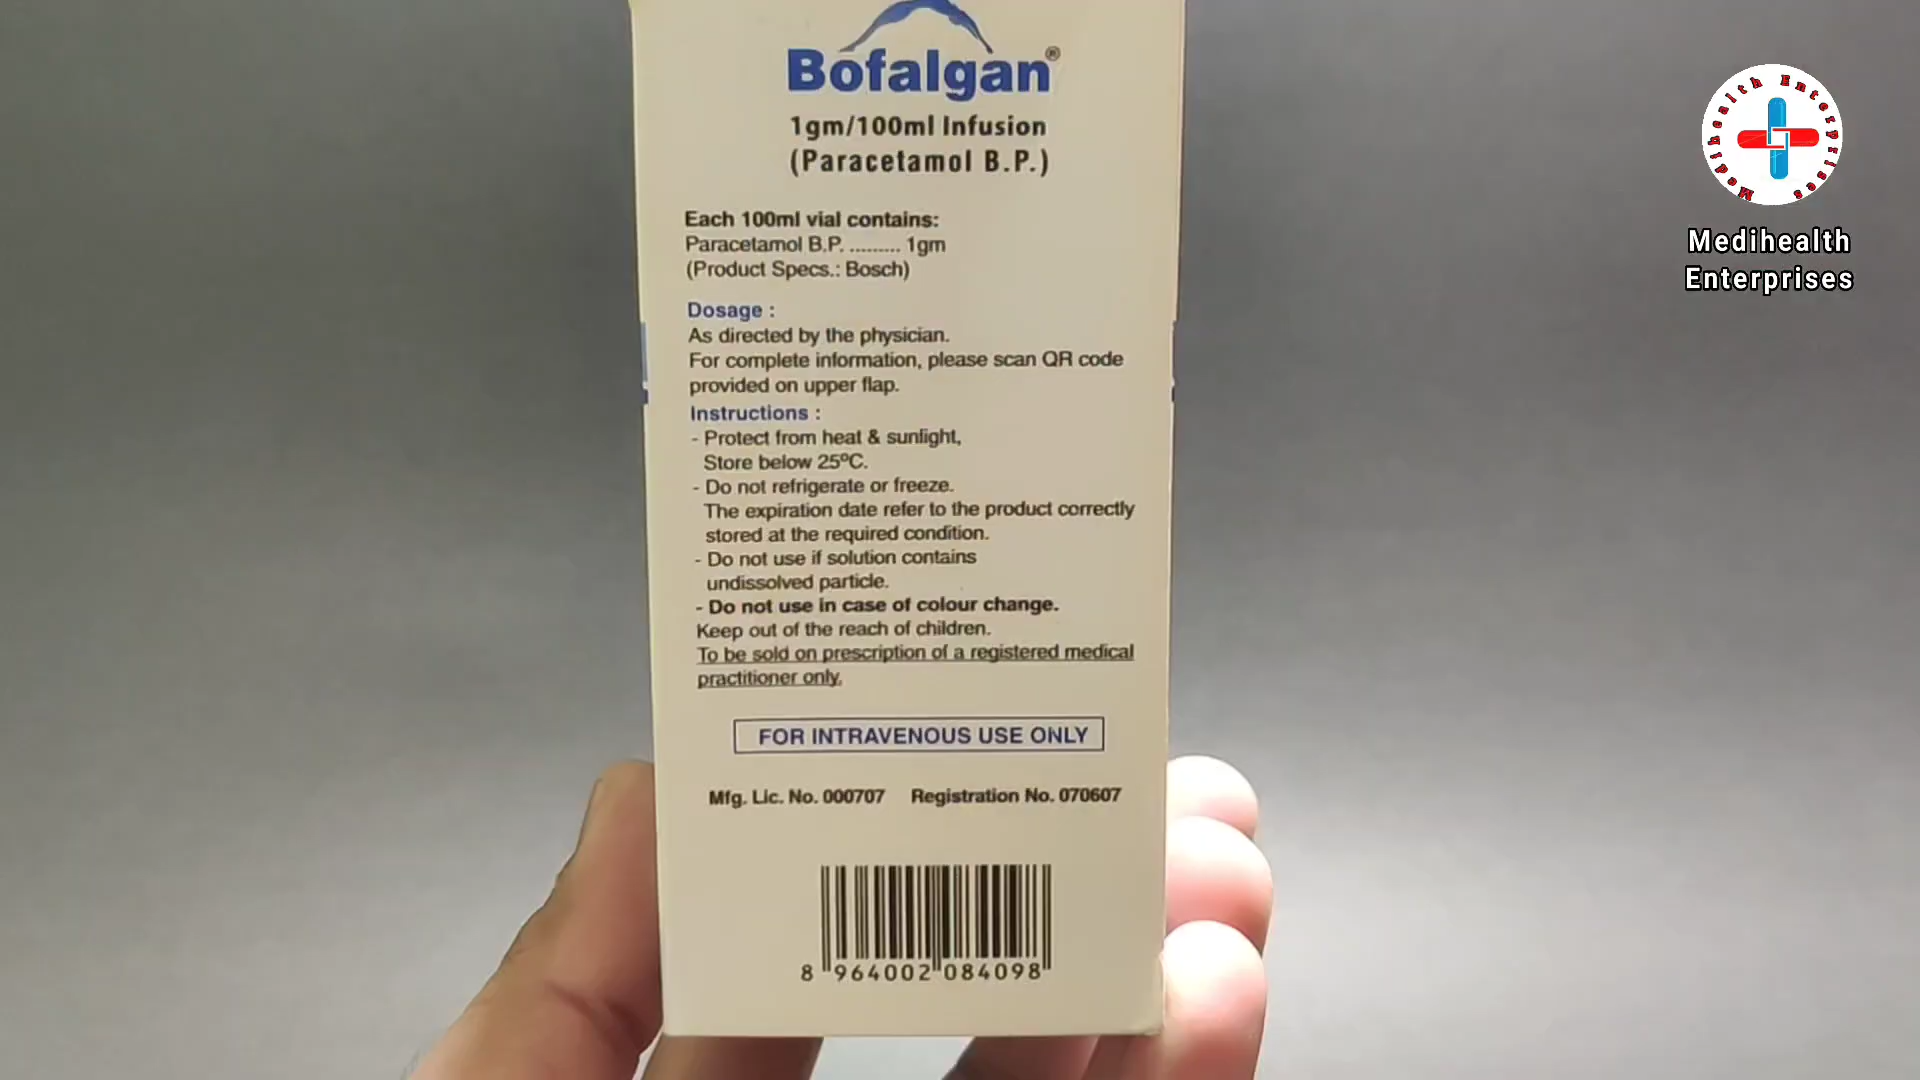 Bofalgan®
1gm/100ml Infusion
(Paracetamol B.P.)
Each 100ml vial contains:
Paracetamol B.P. ......... 1gm
(Product Specs.: Bosch)
Dosage :
As directed by the physician.
For complete information, please scan QR code
provided on upper flap.
Instructions :
- Protect from heat & sunlight,
Store below 25ºC.
- Do not refrigerate or freeze.
The expiration date refer to the product correctly
stored at the required condition.
- Do not use if solution contains
undissolved particle.
- Do not use in case of colour change.
Keep out of the reach of children.
To be sold on prescription of a registered medical
practitioner only.
FOR INTRAVENOUS USE ONLY
Mfg. Lic. No. 000707 Registration No. 070607
8 964002 084098
Medihealth Enterprises
Medihealth
Enterprises